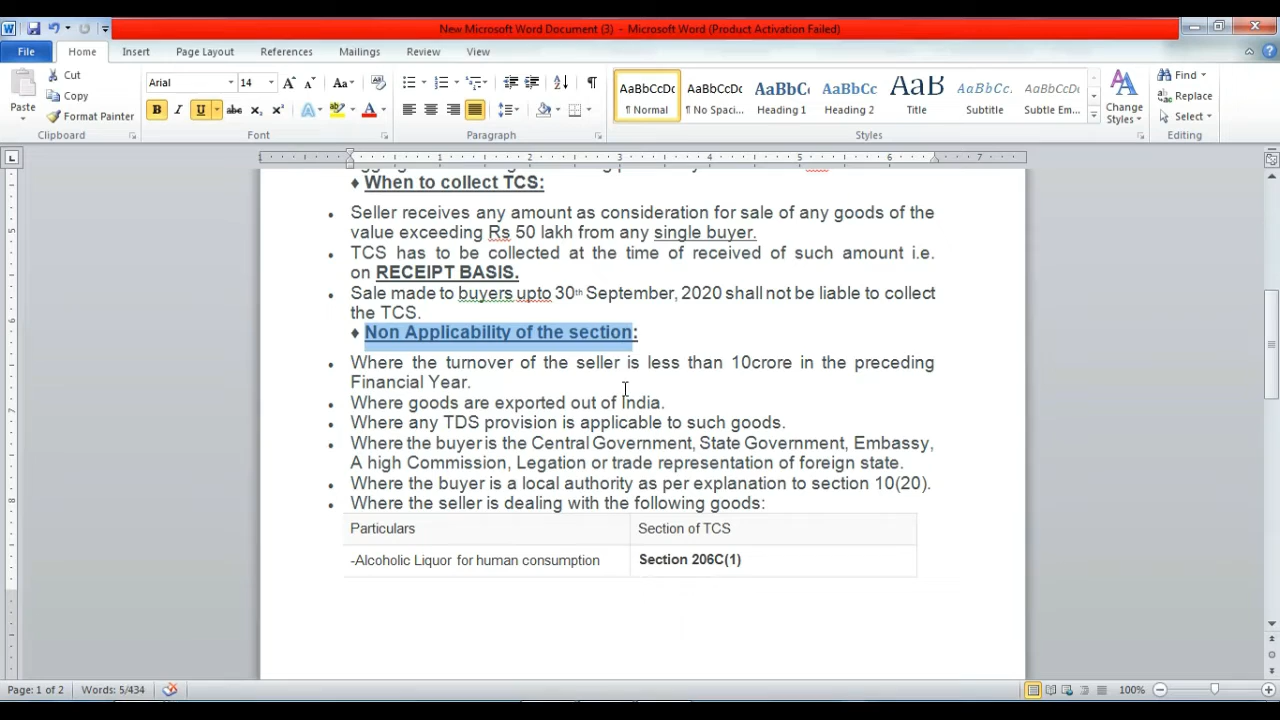 New Microsoft Word Document (3) - Microsoft Word (Product Activation Failed)
File Home Insert Page Layout References Mailings Review View
Paste Cut
Copy
Format Painter
Clipboard
Arial 14
Font
Paragraph
AaBbCcDc AaBbCcDc AaBbC AaBbCc AaB AaBbCc. AaBbCcDc
¶ Normal ¶ No Spaci... Heading 1 Heading 2 Title Subtitle Subtle Em...
Change Styles
Styles
Find
Replace
Select
Editing
♦ When to collect TCS:
• Seller receives any amount as consideration for sale of any goods of the
value exceeding Rs 50 lakh from any single buyer.
• TCS has to be collected at the time of received of such amount i.e.
on RECEIPT BASIS.
• Sale made to buyers upto 30th September, 2020 shall not be liable to collect
the TCS.
♦ Non Applicability of the section:
• Where the turnover of the seller is less than 10crore in the preceding
Financial Year.
• Where goods are exported out of India.
• Where any TDS provision is applicable to such goods.
• Where the buyer is the Central Government, State Government, Embassy,
A high Commission, Legation or trade representation of foreign state.
• Where the buyer is a local authority as per explanation to section 10(20).
• Where the seller is dealing with the following goods:
Particulars Section of TCS
-Alcoholic Liquor for human consumption Section 206C(1)
Page: 1 of 2 Words: 5/434 100%